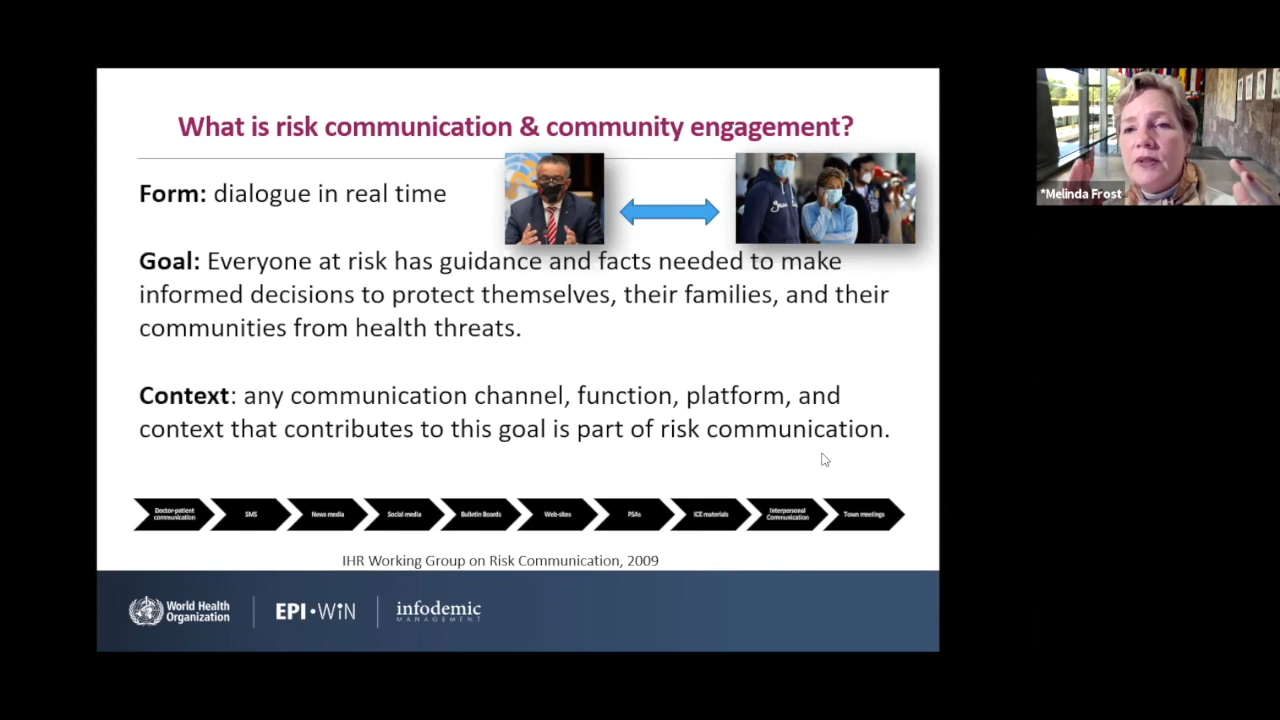 What is risk communication & community engagement?
Form: dialogue in real time
Goal: Everyone at risk has guidance and facts needed to make
informed decisions to protect themselves, their families, and their
communities from health threats.
Context: any communication channel, function, platform, and
context that contributes to this goal is part of risk communication.
Doctor-patient
communication
SMS
News media
Social media
Bulletin Boards
Web-sites
PSAs
ICE materials
Interpersonal
Communication
Town meetings
IHR Working Group on Risk Communication, 2009
World Health
Organization
EPI•WiN
infodemic
MANAGEMENT
*Melinda Frost